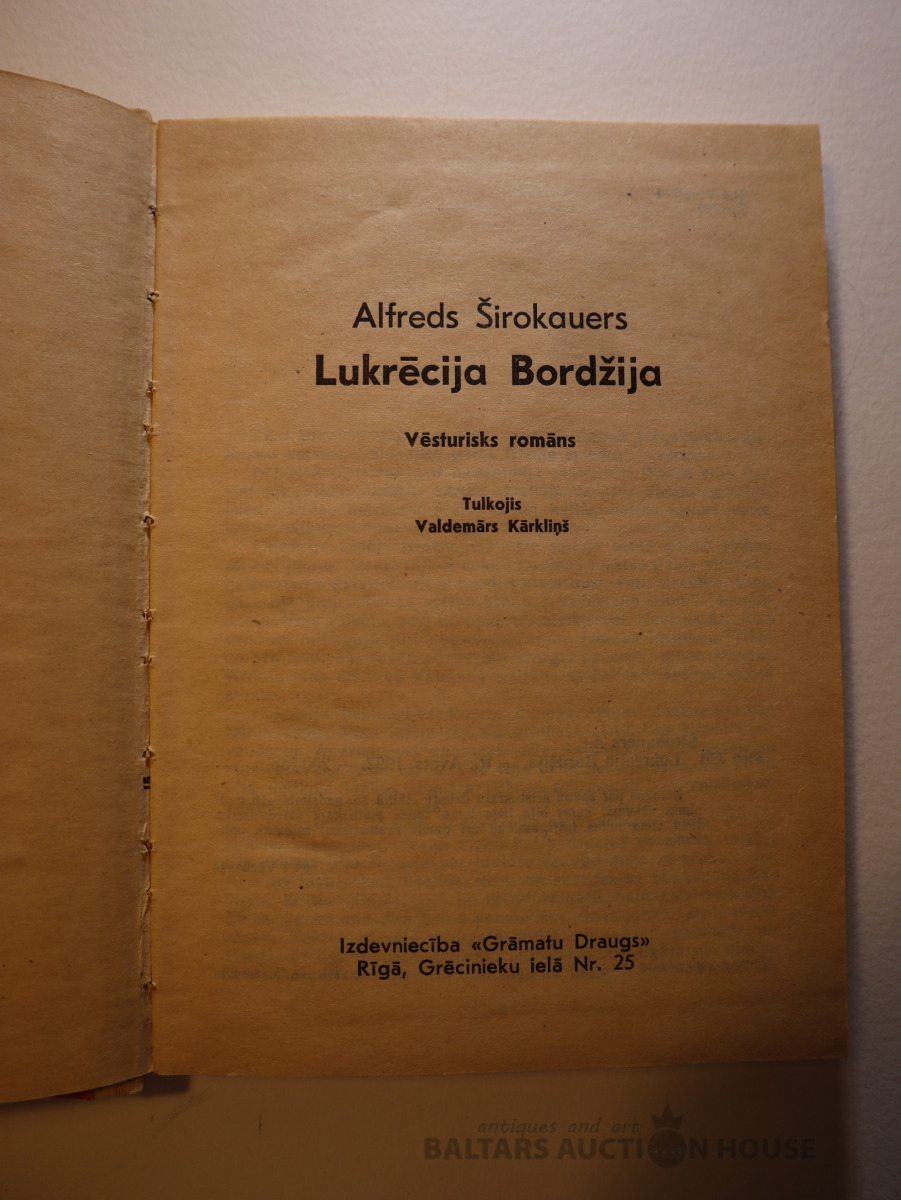 Alfreds Širokauers
Lukrēcija Bordžija
Vēsturisks romāns
Tulkojis
Valdemārs Kārkliņš
Izdevniecība «Grāmatu Draugs»
Rīgā, Grēcinieku ielā Nr. 25
antiques and art
BALTARS AUCTION HOUSE